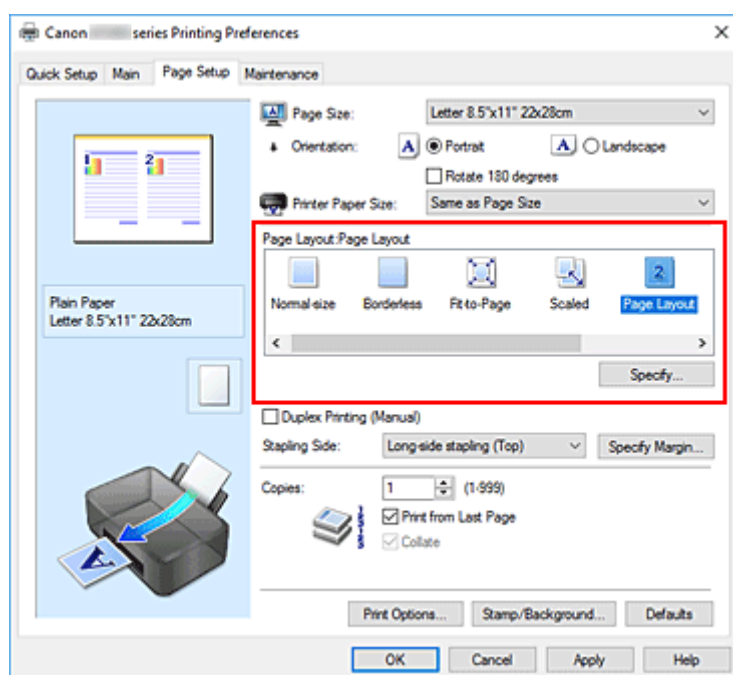 Canon series Printing Preferences
Quick Setup Main Page Setup Maintenance
1 2
Plain Paper
Letter 8.5"x11" 22x28cm
Page Size: Letter 8.5"x11" 22x28cm
Orientation: A Portrait A Landscape
Rotate 180 degrees
Printer Paper Size: Same as Page Size
Page Layout:Page Layout
2
Normal-size Borderless Fit-to-Page Scaled Page Layout
Specify...
Duplex Printing (Manual)
Stapling Side: Long-side stapling (Top) Specify Margin...
Copies: 1 (1-999)
Print from Last Page
Collate
A
Print Options... Stamp/Background... Defaults
OK Cancel Apply Help